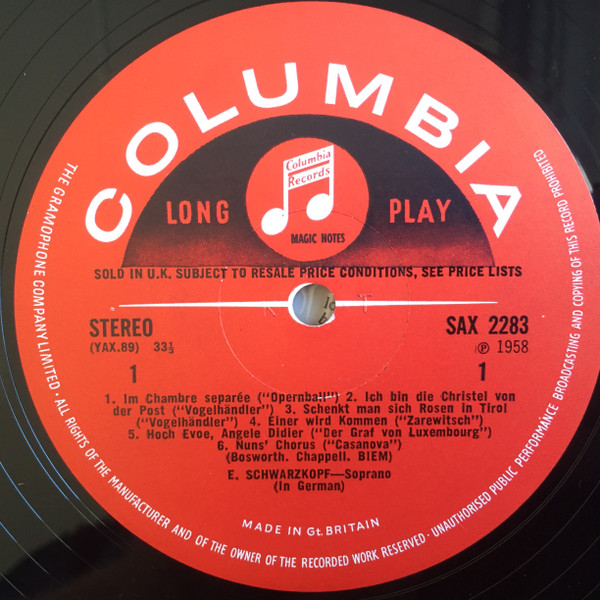 COLUMBIA
Columbia
Records
LONG PLAY
MAGIC NOTES
SOLD IN U.K. SUBJECT TO RESALE PRICE CONDITIONS, SEE PRICE LISTS
K T
STEREO SAX 2283
(YAX.89) 33⅓ ℗ 1958
1 1
1. Im Chambre separée ("Opernball") 2. Ich bin die Christel von
der Post ("Vogelhändler") 3. Schenkt man sich Rosen in Tirol
("Vogelhändler") 4. Einer wird Kommen ("Zarewitsch")
5. Hoch Evoe, Angele Didier ("Der Graf von Luxembourg")
6. Nuns' Chorus ("Casanova")
(Bosworth. Chappell. BIEM)
E. SCHWARZKOPF—Soprano
(In German)
MADE IN Gt. BRITAIN
THE GRAMOPHONE COMPANY LIMITED · ALL RIGHTS OF THE MANUFACTURER AND OF THE OWNER OF THE RECORDED WORK RESERVED · UNAUTHORISED PUBLIC PERFORMANCE BROADCASTING AND COPYING OF THIS RECORD PROHIBITED